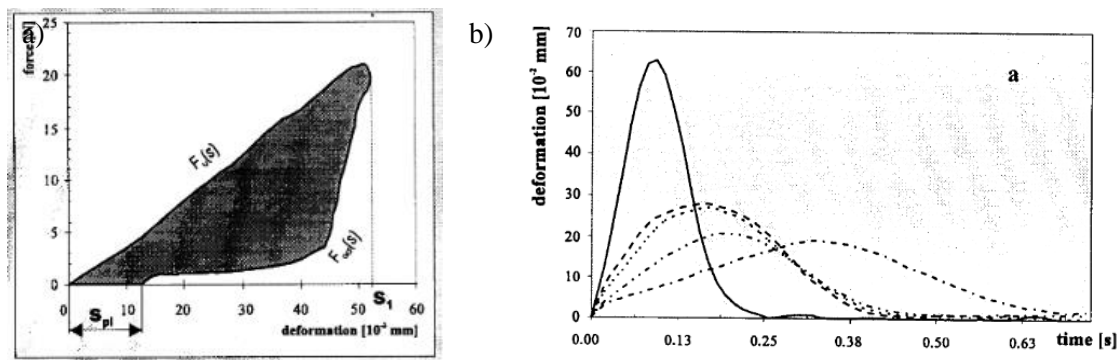 a)
force[N]
25
20
15
10
5
0
F_v(s)
F_od(s)
0 10 20 30 40 50 60
S_pl
S_1
deformation [10⁻² mm]
b)
a
deformation [10⁻² mm]
70
60
50
40
30
20
10
0
0.00 0.13 0.25 0.38 0.50 0.63 time [s]